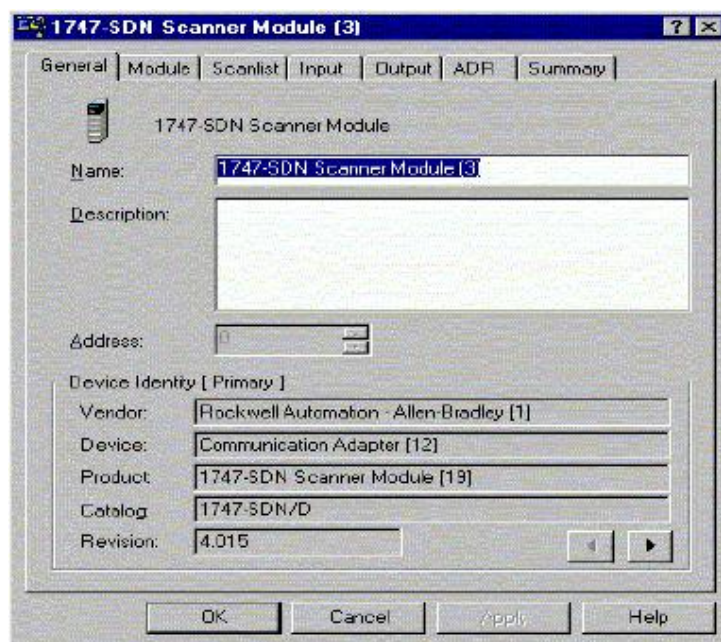 1747-SDN Scanner Module (3)
General Module Scanlist Input Output ADR Summary
1747-SDN Scanner Module
Name: 1747-SDN Scanner Module (3)
Description:
Address: 0
Device Identity [ Primary ]
Vendor: Rockwell Automation - Allen-Bradley [1]
Device: Communication Adapter [12]
Product: 1747-SDN Scanner Module [19]
Catalog: 1747-SDN/D
Revision: 4.015
OK Cancel Apply Help